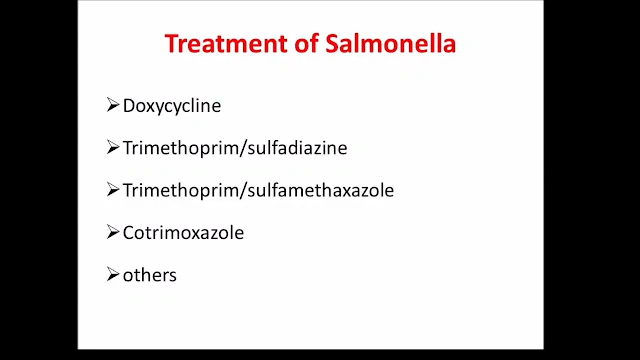 Treatment of Salmonella
➢Doxycycline
➢Trimethoprim/sulfadiazine
➢Trimethoprim/sulfamethaxazole
➢Cotrimoxazole
➢others